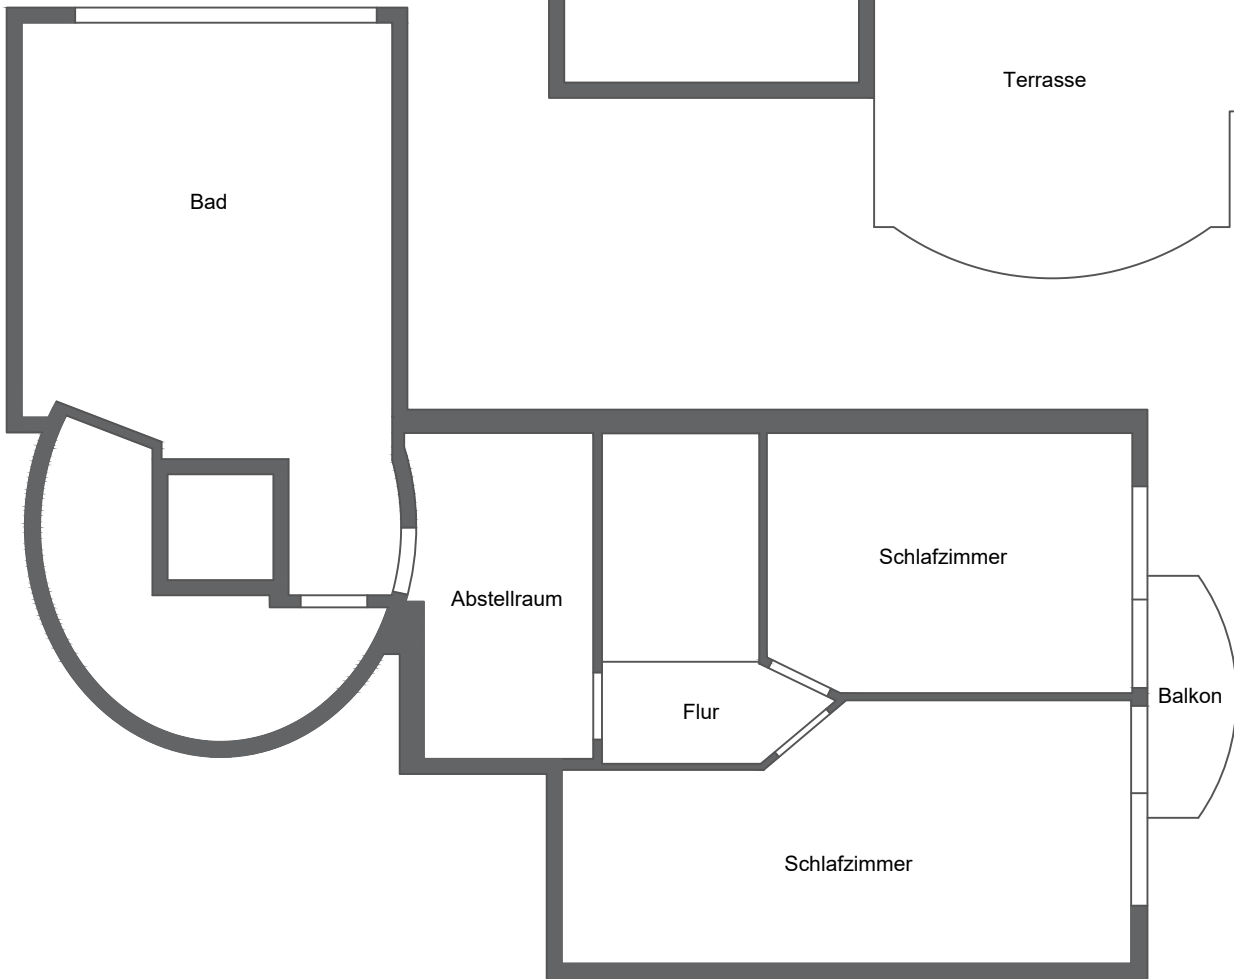 Terrasse
Bad
Schlafzimmer
Abstellraum
Balkon
Flur
Schlafzimmer